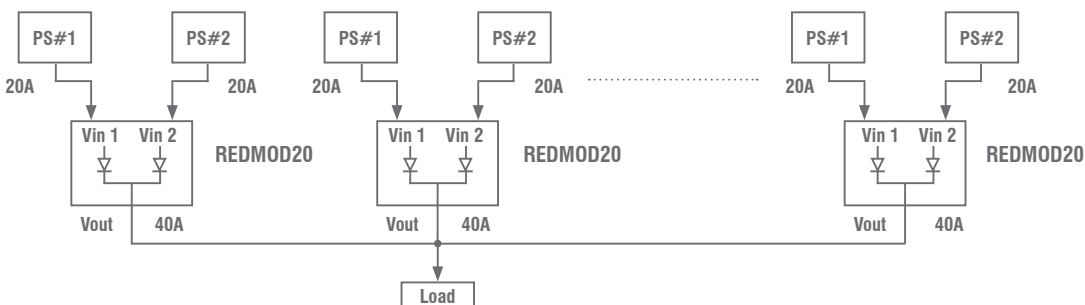 PS#1 PS#2 PS#1 PS#2 PS#1 PS#2
20A 20A 20A 20A 20A 20A
Vin 1 Vin 2 REDMOD20 Vin 1 Vin 2 REDMOD20 Vin 1 Vin 2 REDMOD20
Vout 40A Vout 40A Vout 40A
Load